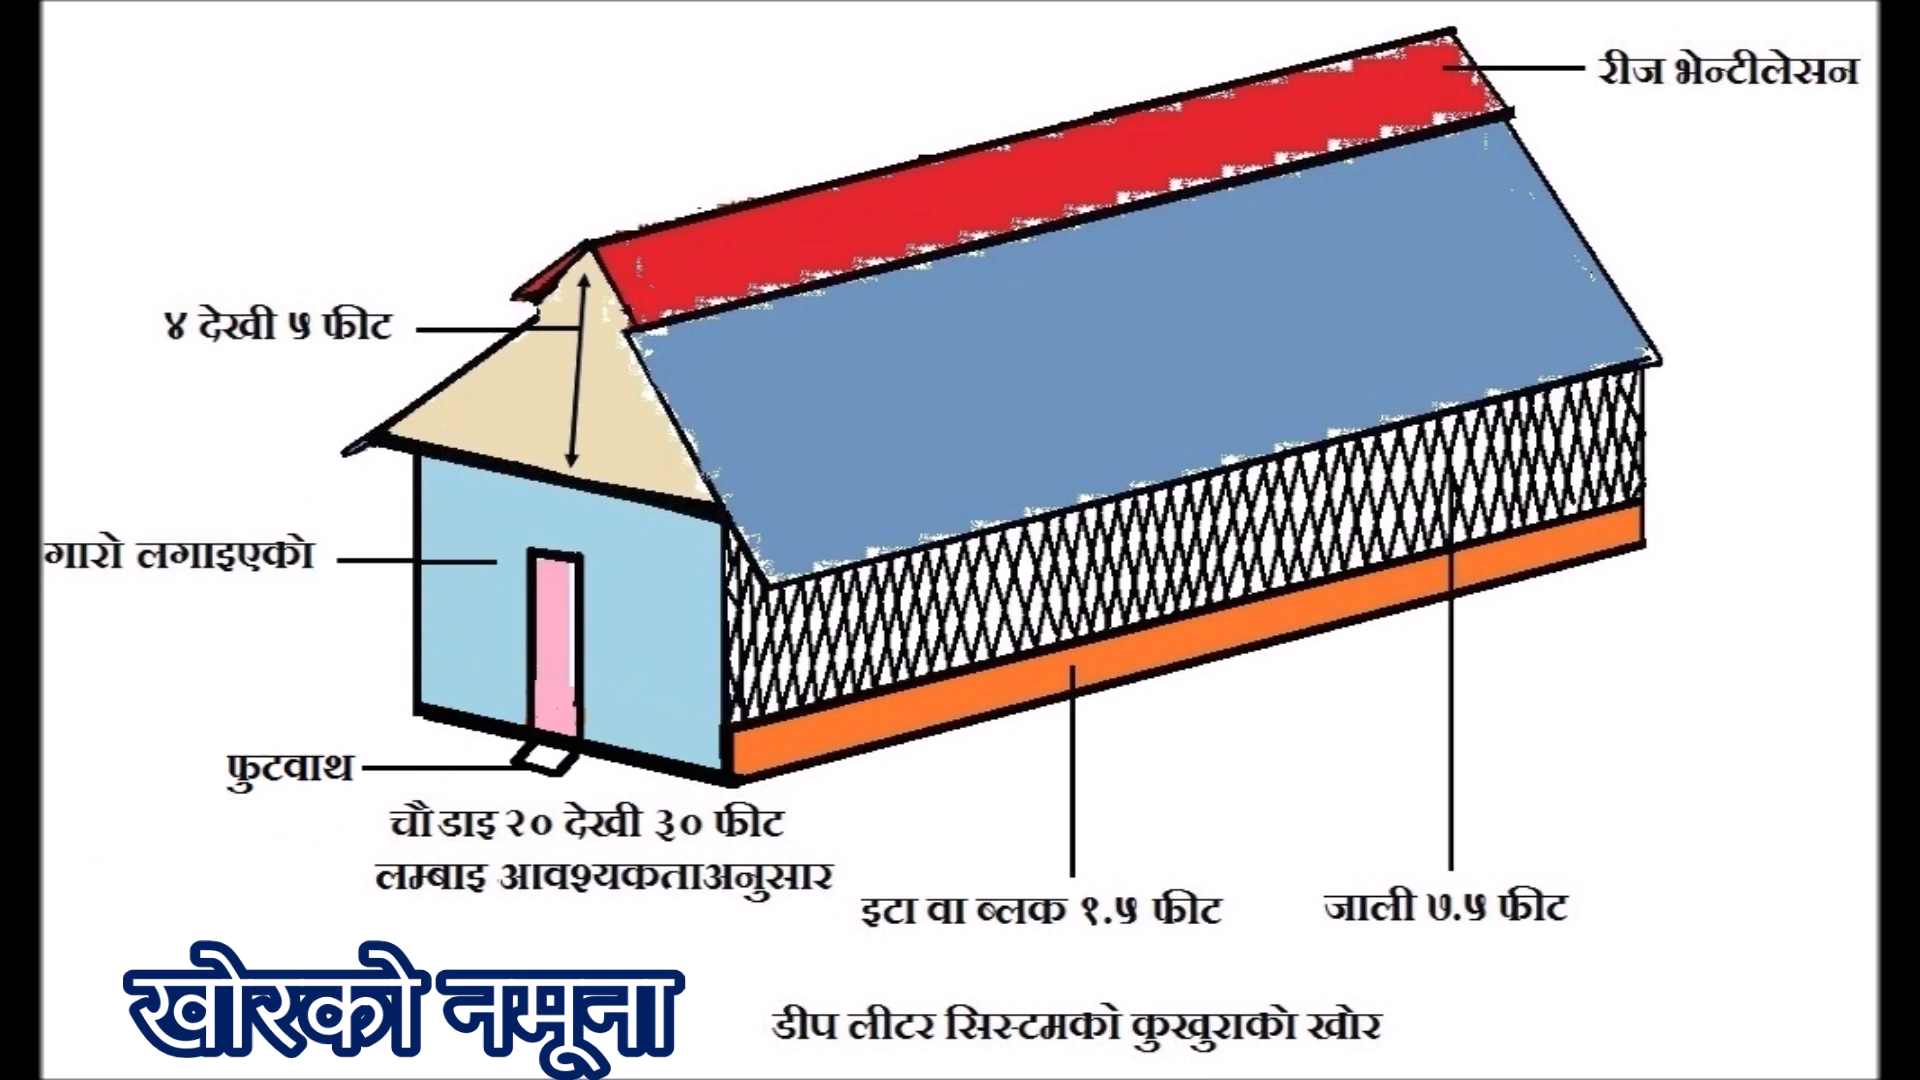 रीज भेन्टीलेसन
४ देखी ५ फीट
गारो लगाइएको
फुटवाथ
चौडाइ २० देखी ३० फीट
लम्बाइ आवश्यकताअनुसार
इटा वा ब्लक १.५ फीट
जाली ७.५ फीट
खोरको नमूना
डीप लीटर सिस्टमको कुखुराको खोर